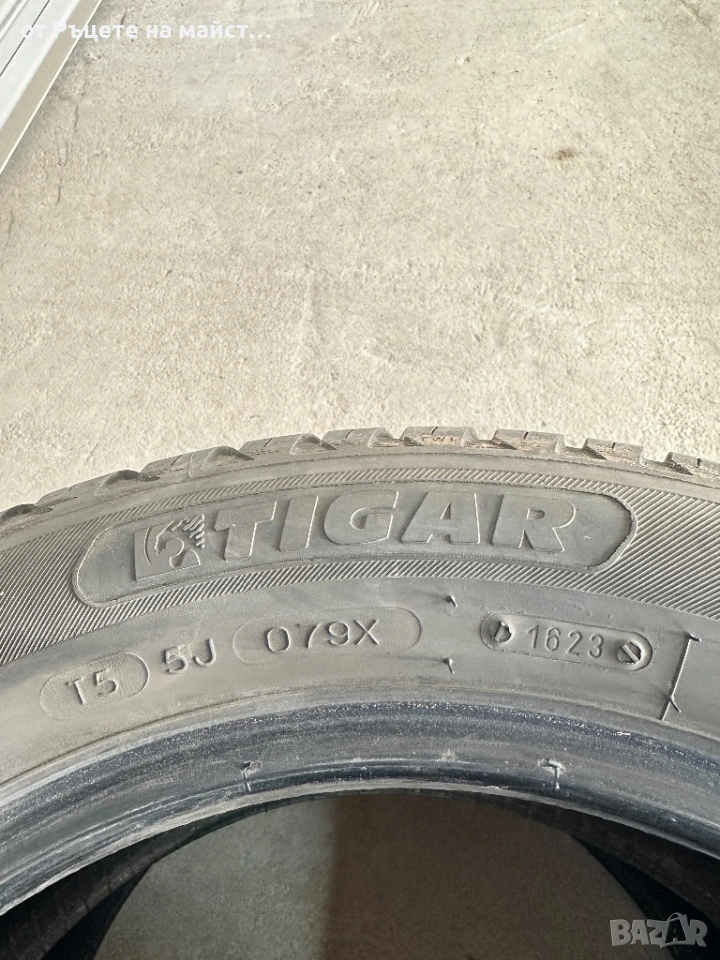 от Ръцете на майст...
TIGAR
T5 5J 079X 1623
BAZAR